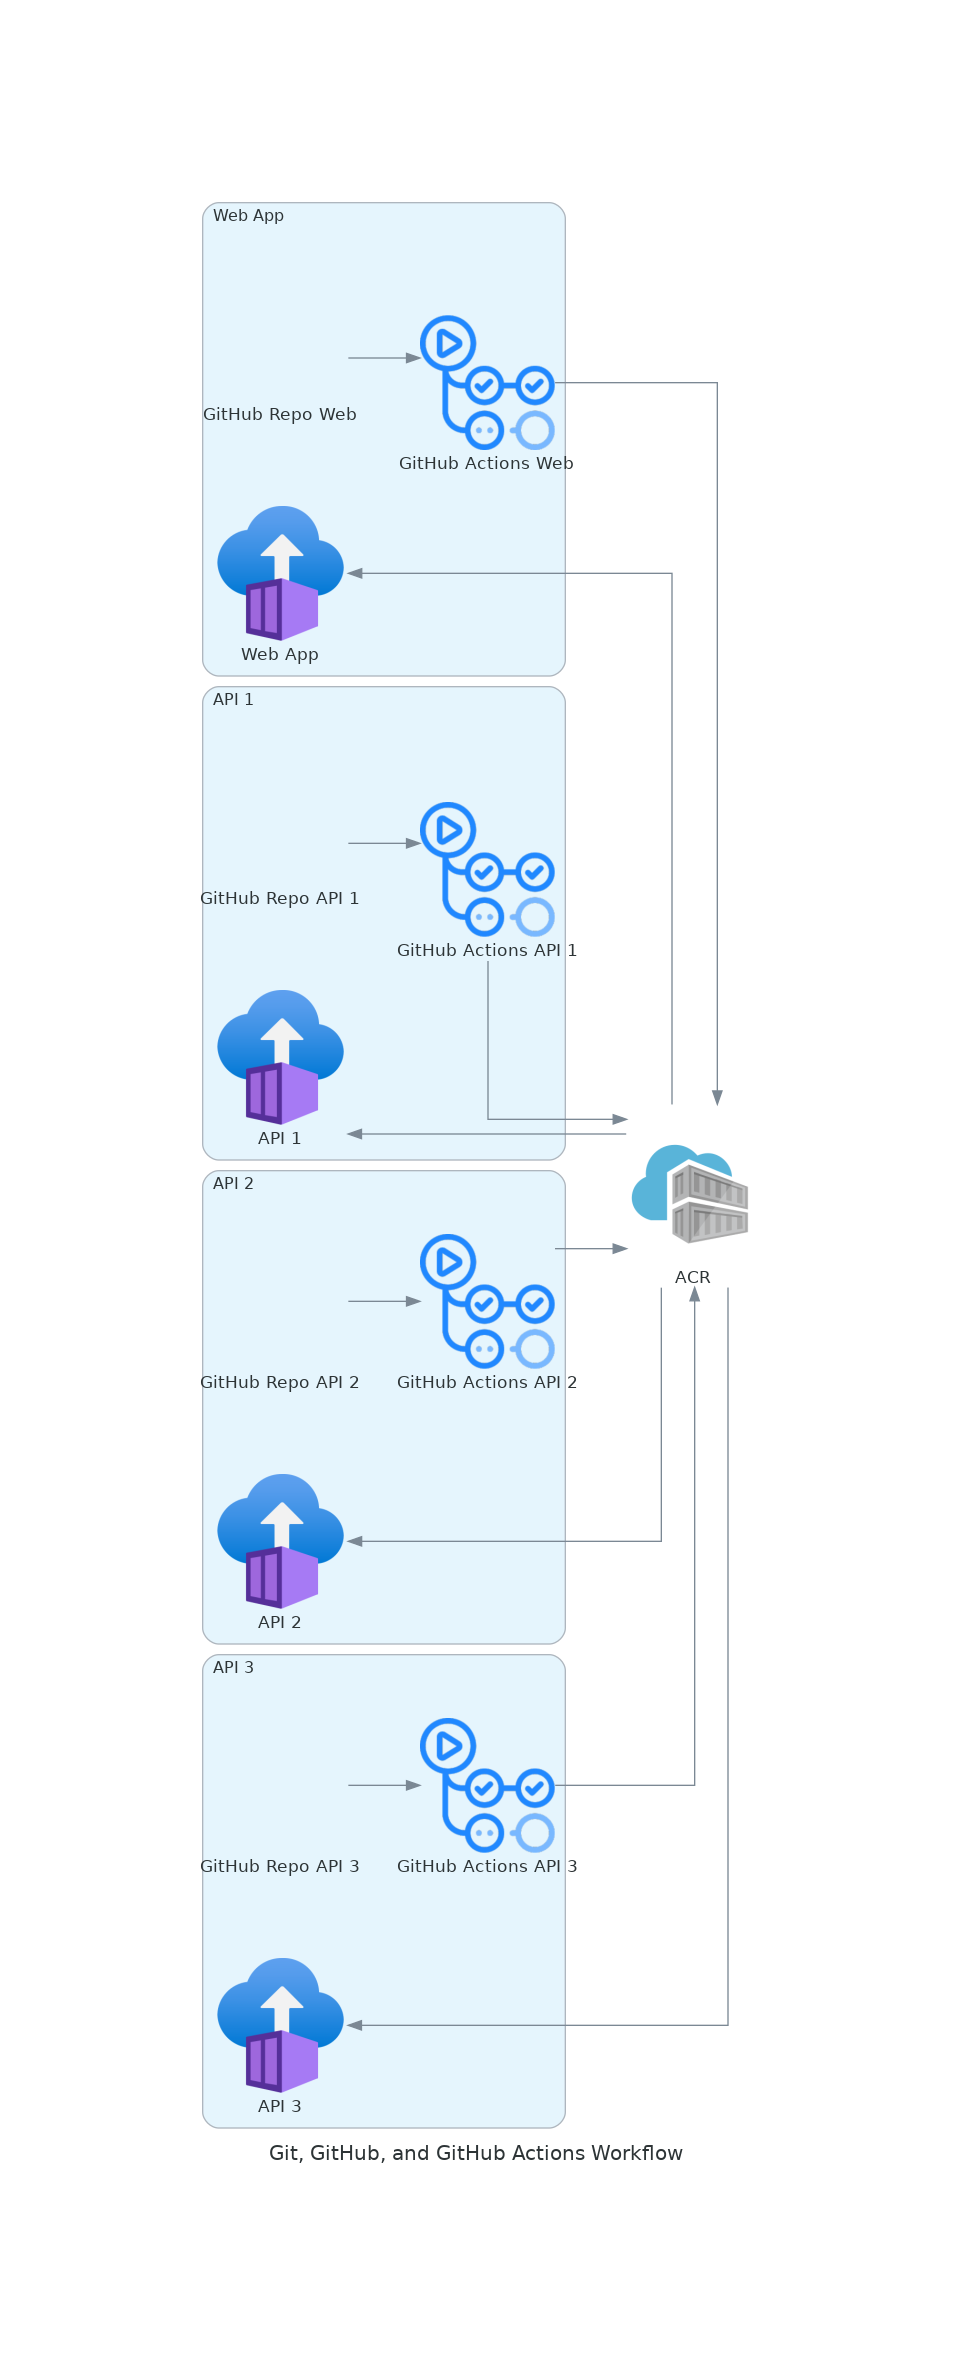 Web App
GitHub Repo Web
GitHub Actions Web
Web App
API 1
GitHub Repo API 1
GitHub Actions API 1
API 1
API 2
ACR
GitHub Repo API 2
GitHub Actions API 2
API 2
API 3
GitHub Repo API 3
GitHub Actions API 3
API 3
Git, GitHub, and GitHub Actions Workflow